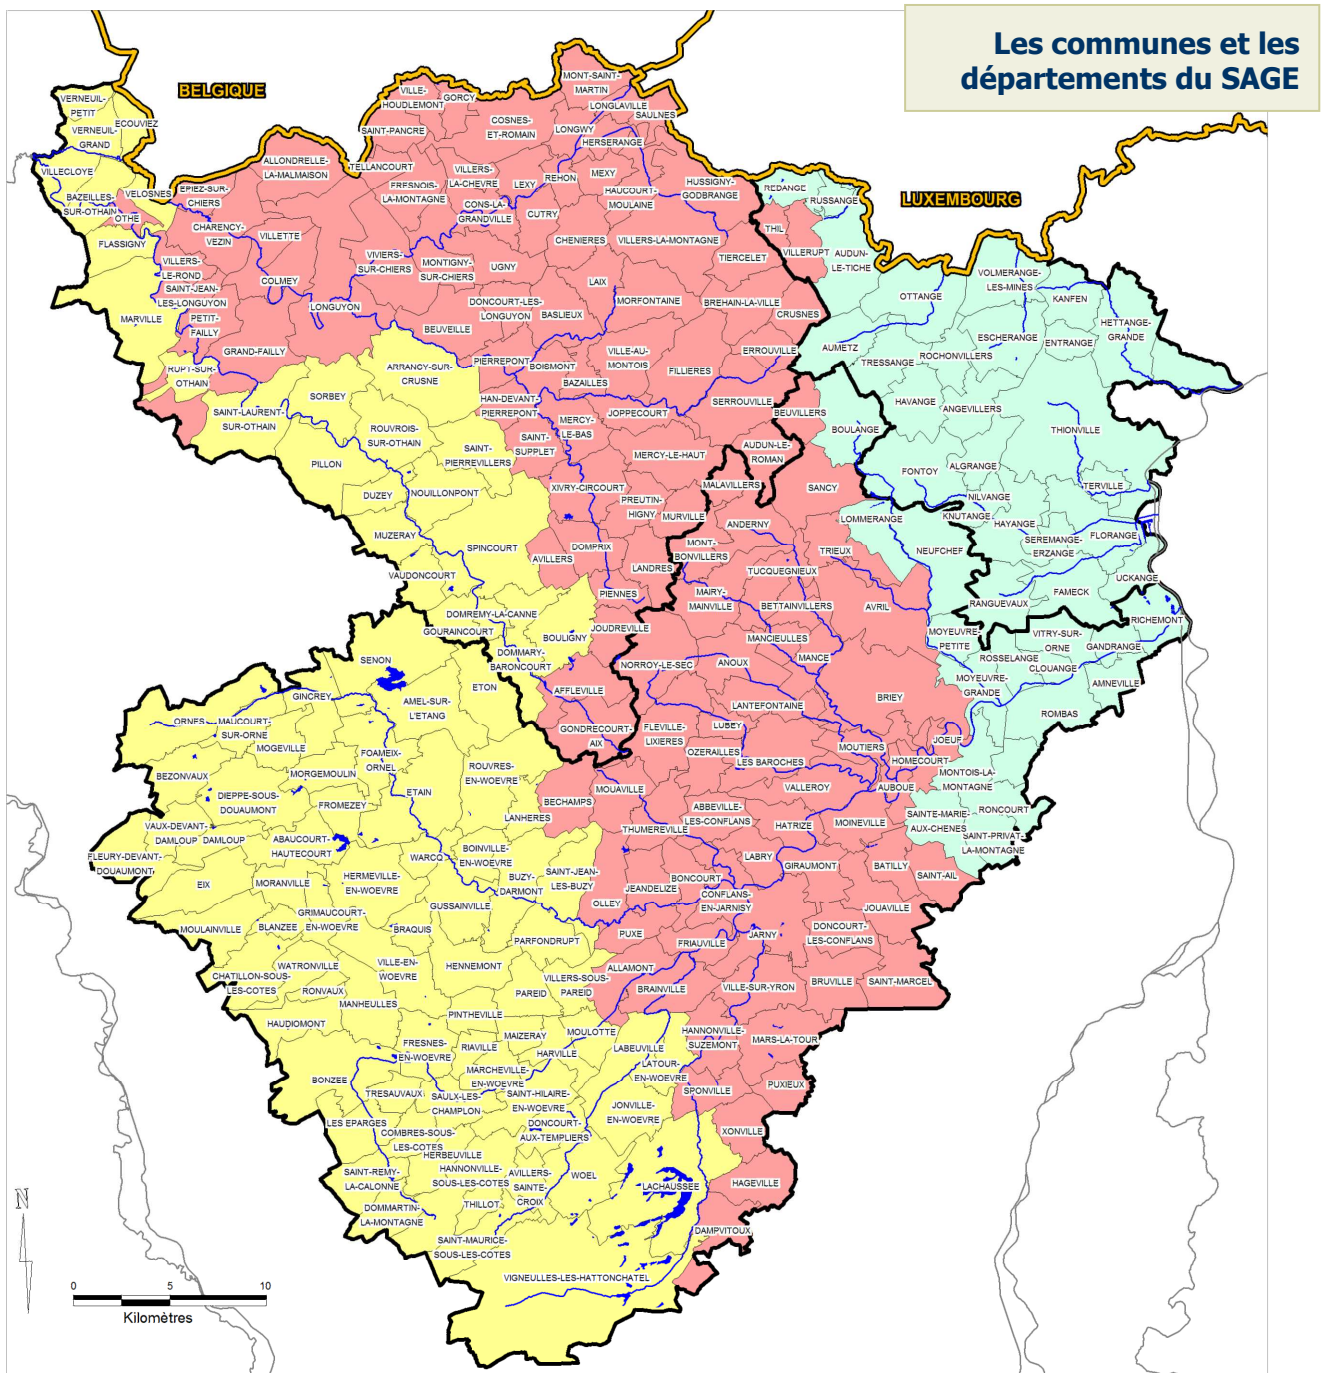 Les communes et les
départements du SAGE
BELGIQUE
LUXEMBOURG
VERNEUIL-
PETIT
ECOUVIEZ
VERNEUIL-
GRAND
VILLECLOYE
BAZEILLES-
SUR-OTHAIN
VELOSNES
OTHE
EPIEZ-SUR-
CHIERS
FLASSIGNY
CHARENCY-
VEZIN
VILLETTE
ALLONDRELLE-
LA-MALMAISON
VILLE-
HOUDLEMONT
GORCY
SAINT-PANCRE
TELLANCOURT
COSNES-
ET-ROMAIN
MONT-SAINT-
MARTIN
LONGLAVILLE
SAULNES
LONGWY
HERSERANGE
VILLERS-
LA-CHEVRE
FRESNOIS-
LA-MONTAGNE
LEXY
REHON
MEXY
HAUCOURT-
MOULAINE
HUSSIGNY-
GODBRANGE
CONS-LA-
GRANDVILLE
CUTRY
CHENIERES
VILLERS-LA-MONTAGNE
TIERCELET
REDANGE
RUSSANGE
THIL
VILLERUPT
AUDUN-
LE-TICHE
VILLERS-
LE-ROND
SAINT-JEAN-
LES-LONGUYON
COLMEY
VIVIERS-
SUR-CHIERS
MONTIGNY-
SUR-CHIERS
UGNY
LAIX
MORFONTAINE
BREHAIN-LA-VILLE
CRUSNES
MARVILLE
PETIT-
FAILLY
LONGUYON
DONCOURT-LES-
LONGUYON
BASLIEUX
BEUVEILLE
GRAND-FAILLY
RUPT-SUR-
OTHAIN
ARRANCY-SUR-
CRUSNE
PIERREPONT
BOISMONT
VILLE-AU-
MONTOIS
BAZAILLES
FILLIERES
ERROUVILLE
OTTANGE
VOLMERANGE-
LES-MINES
KANFEN
HETTANGE-
GRANDE
AUMETZ
TRESSANGE
ROCHONVILLERS
ESCHERANGE
ENTRANGE
SORBEY
SAINT-LAURENT-
SUR-OTHAIN
HAN-DEVANT-
PIERREPONT
MERCY-
LE-BAS
JOPPECOURT
SERROUVILLE
BEUVILLERS
BOULANGE
HAVANGE
ANGEVILLERS
THIONVILLE
ROUVROIS-
SUR-OTHAIN
SAINT-
PIERREVILLERS
SAINT-
SUPPLET
MERCY-LE-HAUT
AUDUN-LE-
ROMAN
FONTOY
ALGRANGE
TERVILLE
PILLON
DUZEY
NOUILLONPONT
XIVRY-CIRCOURT
PREUTIN-
HIGNY
MURVILLE
MALAVILLERS
SANCY
NILVANGE
KNUTANGE
HAYANGE
SEREMANGE-
ERZANGE
FLORANGE
LOMMERANGE
NEUFCHEF
MUZERAY
SPINCOURT
AVILLERS
DOMPRIX
LANDRES
MONT-
BONVILLERS
ANDERNY
TRIEUX
TUCQUEGNIEUX
VAUDONCOURT
PIENNES
MAIRY-
MAINVILLE
BETTAINVILLERS
AVRIL
RANGUEVAUX
FAMECK
UCKANGE
RICHEMONT
DOMREMY-LA-CANNE
GOURAINCOURT
BOULIGNY
JOUDREVILLE
MANCIEULLES
MANCE
MOYEUVRE-
PETITE
VITRY-SUR-
ORNE
GANDRANGE
ROSSELANGE
CLOUANGE
MOYEUVRE-
GRANDE
AMNEVILLE
ROMBAS
SENON
DOMMARY-
BARONCOURT
NORROY-LE-SEC
ANOUX
BRIEY
GINCREY
ETON
AMEL-SUR-
L'ETANG
AFFLEVILLE
LANTEFONTAINE
ORNES
MAUCOURT-
SUR-ORNE
MOGEVILLE
GONDRECOURT-
AIX
FLEVILLE-
LIXIERES
LUBEY
OZERAILLES
MOUTIERS
JOEUF
HOMECOURT
LES BAROCHES
BEZONVAUX
MORGEMOULIN
FOAMEIX-
ORNEL
ROUVRES-
EN-WOEVRE
DIEPPE-SOUS-
DOUAUMONT
FROMEZEY
ETAIN
LANHERES
BECHAMPS
MOUAVILLE
VALLEROY
AUBOUE
MONTOIS-LA-
MONTAGNE
RONCOURT
SAINTE-MARIE-
AUX-CHENES
SAINT-PRIVAT-
LA-MONTAGNE
VAUX-DEVANT-
DAMLOUP
DAMLOUP
ABAUCOURT-
HAUTECOURT
THUMEREVILLE
ABBEVILLE-
LES-CONFLANS
HATRIZE
MOINEVILLE
FLEURY-DEVANT-
DOUAUMONT
EIX
MORANVILLE
HERMEVILLE-
EN-WOEVRE
WARCQ
BOINVILLE-
EN-WOEVRE
BUZY-
DARMONT
SAINT-JEAN-
LES-BUZY
LABRY
GIRAUMONT
BATILLY
SAINT-AIL
JEANDELIZE
BONCOURT
CONFLANS-
EN-JARNISY
OLLEY
JOUAVILLE
MOULAINVILLE
BLANZEE
GRIMAUCOURT-
EN-WOEVRE
GUSSAINVILLE
BRAQUIS
PARFONDRUPT
PUXE
FRIAUVILLE
JARNY
DONCOURT-
LES-CONFLANS
CHATILLON-SOUS-
LES-COTES
WATRONVILLE
RONVAUX
VILLE-EN-
WOEVRE
HENNEMONT
VILLERS-SOUS-
PAREID
PAREID
ALLAMONT
BRAINVILLE
VILLE-SUR-YRON
BRUVILLE
SAINT-MARCEL
MANHEULLES
PINTHEVILLE
HAUDIOMONT
FRESNES-
EN-WOEVRE
RIAVILLE
MAIZERAY
MOULOTTE
HARVILLE
LABEUVILLE
HANNONVILLE-
SUZEMONT
MARS-LA-TOUR
BONZEE
TRESAUVAUX
MARCHEVILLE-
EN-WOEVRE
SAULX-LES-
CHAMPLON
SAINT-HILAIRE-
EN-WOEVRE
LATOUR-
EN-WOEVRE
SPONVILLE
PUXIEUX
LES EPARGES
COMBRES-SOUS-
LES-COTES
HERBEUVILLE
DONCOURT-
AUX-TEMPLIERS
JONVILLE-
EN-WOEVRE
XONVILLE
SAINT-REMY-
LA-CALONNE
HANNONVILLE-
SOUS-LES-COTES
AVILLERS-
SAINTE-
CROIX
WOEL
LACHAUSSEE
HAGEVILLE
DOMMARTIN-
LA-MONTAGNE
THILLOT
DAMPVITOUX
SAINT-MAURICE-
SOUS-LES-COTES
VIGNEULLES-LES-HATTONCHATEL
N
0 5 10
Kilomètres